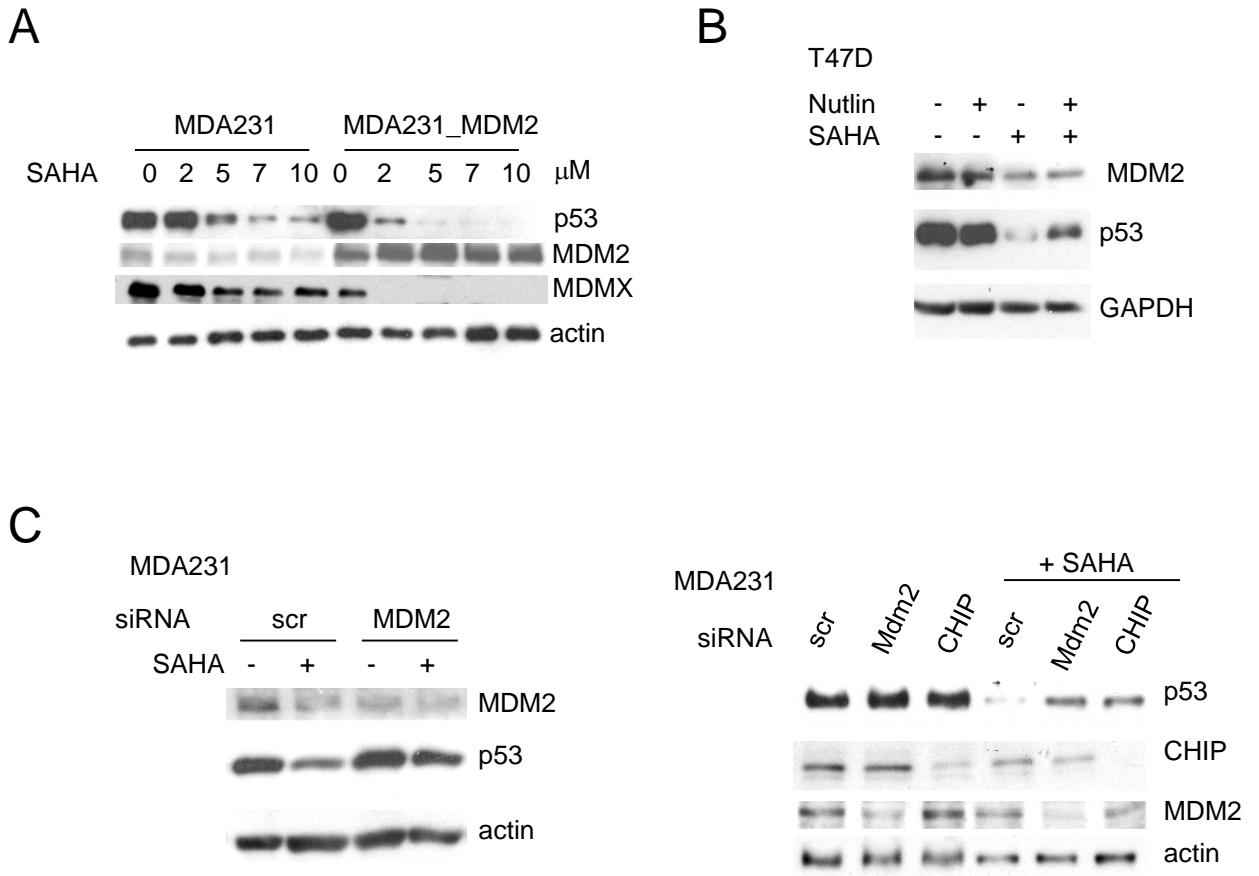 A
MDA231 MDA231_MDM2
SAHA 0 2 5 7 10 0 2 5 7 10 μM
p53
MDM2
MDMX
actin
B
T47D
Nutlin - + - +
SAHA - - + +
MDM2
p53
GAPDH
C
MDA231
siRNA scr MDM2
SAHA - + - +
MDM2
p53
actin
+ SAHA
MDA231
siRNA scr Mdm2 CHIP scr Mdm2 CHIP
p53
CHIP
MDM2
actin